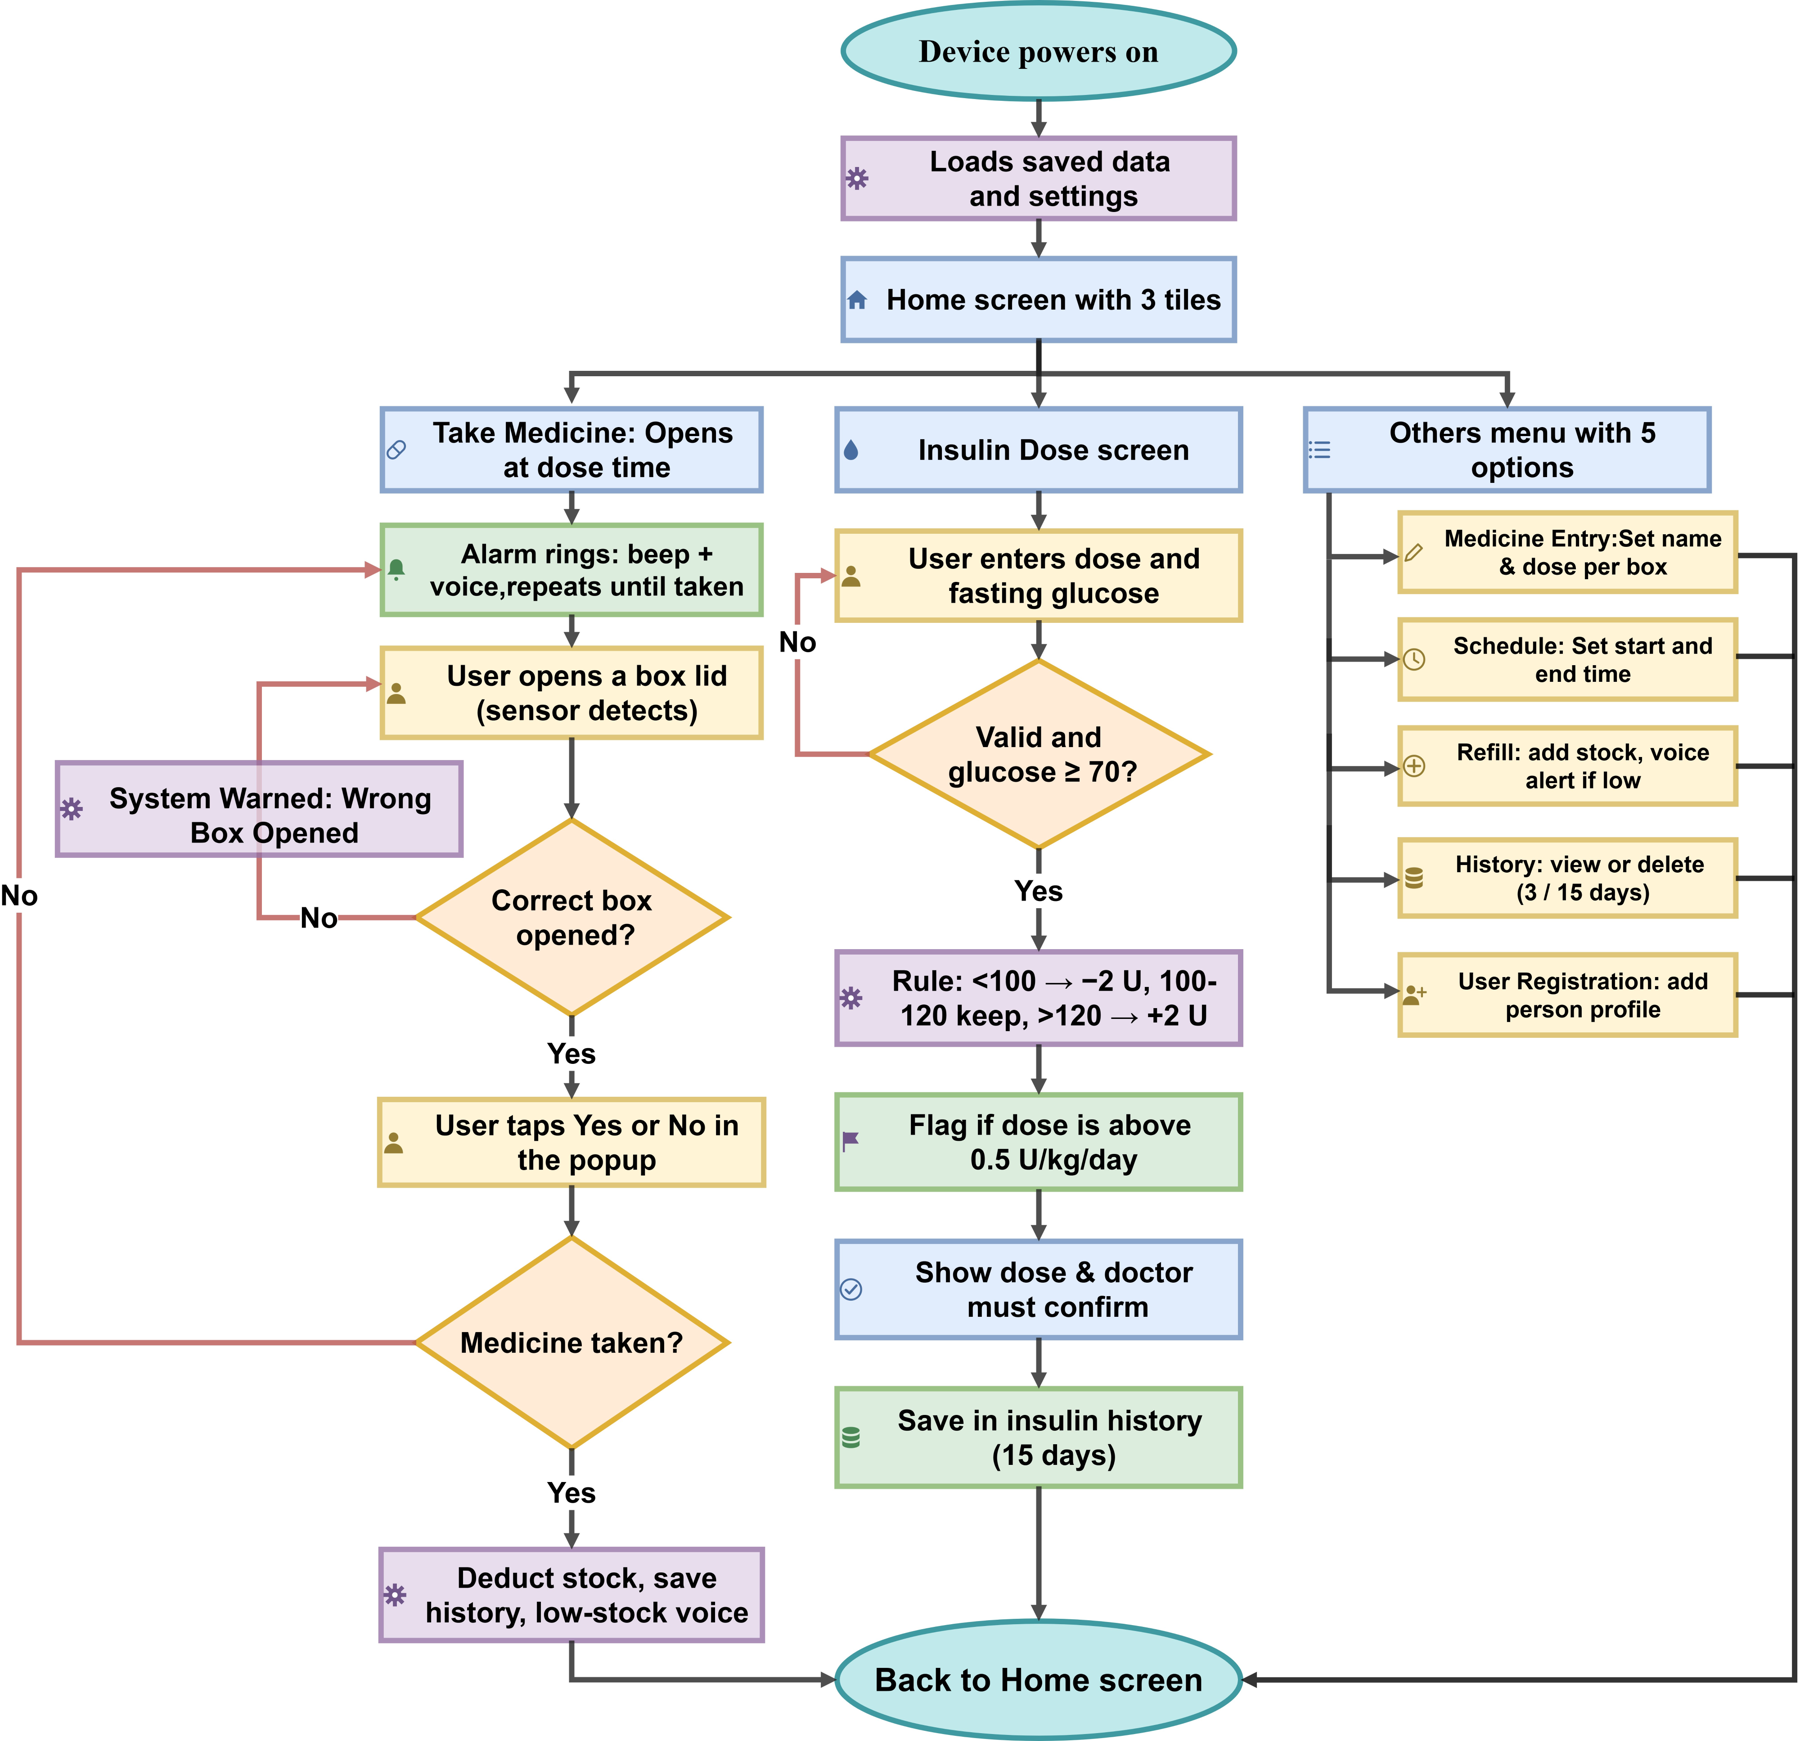 Device powers on
Loads saved data
and settings
Home screen with 3 tiles
Take Medicine: Opens
at dose time
Alarm rings: beep +
voice,repeats until taken
User opens a box lid
(sensor detects)
System Warned: Wrong
Box Opened
No
No
Correct box
opened?
Yes
User taps Yes or No in
the popup
Medicine taken?
Yes
Deduct stock, save
history, low-stock voice
Insulin Dose screen
User enters dose and
fasting glucose
No
Valid and
glucose ≥ 70?
Yes
Rule: <100 → −2 U, 100-
120 keep, >120 → +2 U
Flag if dose is above
0.5 U/kg/day
Show dose & doctor
must confirm
Save in insulin history
(15 days)
Others menu with 5
options
Medicine Entry:Set name
& dose per box
Schedule: Set start and
end time
Refill: add stock, voice
alert if low
History: view or delete
(3 / 15 days)
User Registration: add
person profile
Back to Home screen